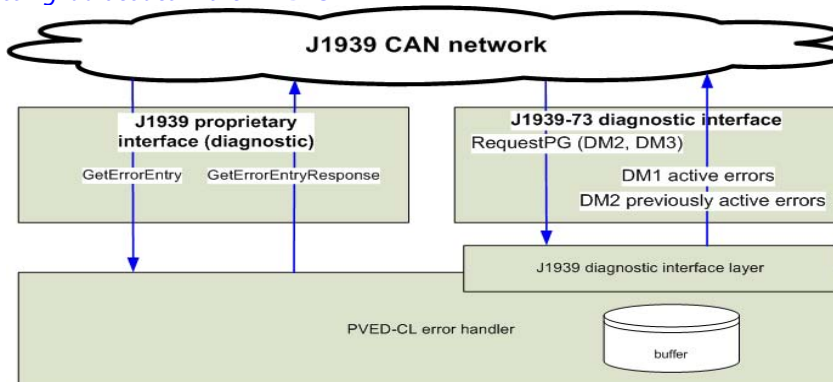 J1939 CAN network
J1939 proprietary
interface (diagnostic)
GetErrorEntry
GetErrorEntryResponse
J1939-73 diagnostic interface
RequestPG (DM2, DM3)
DM1 active errors
DM2 previously active errors
J1939 diagnostic interface layer
PVED-CL error handler
buffer